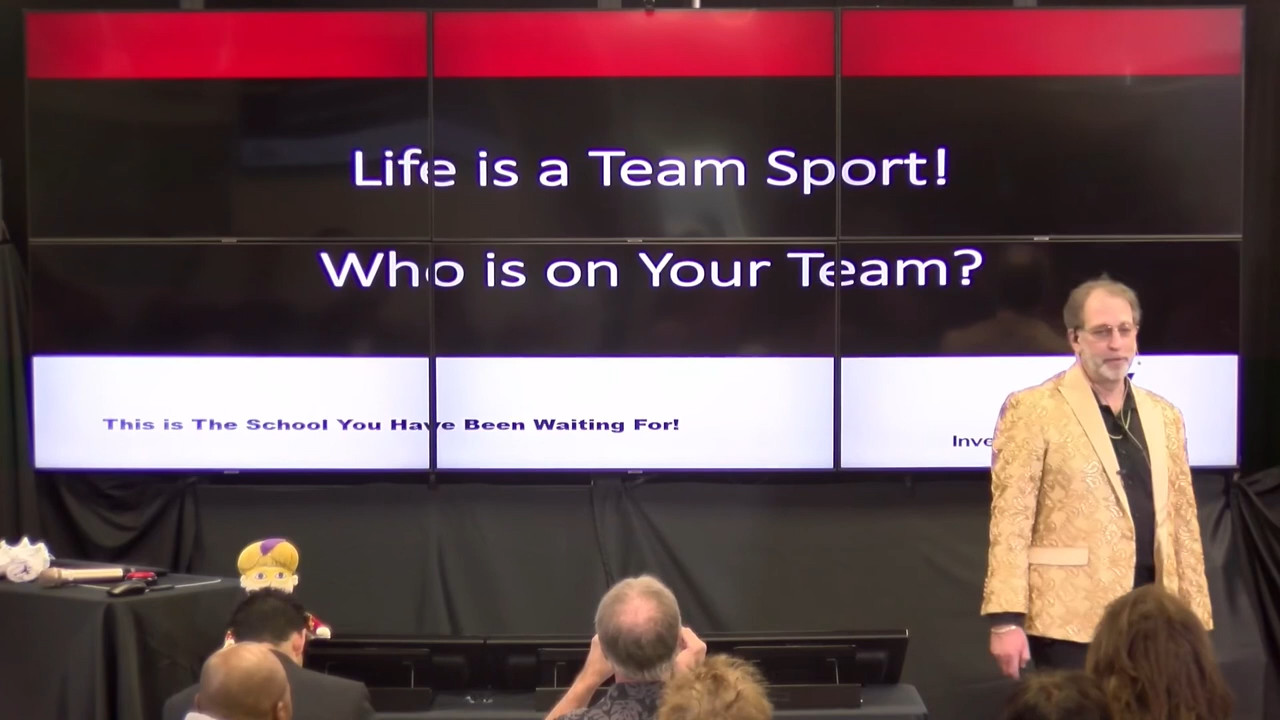 Life is a Team Sport!
Who is on Your Team?
This is The School You Have Been Waiting For!